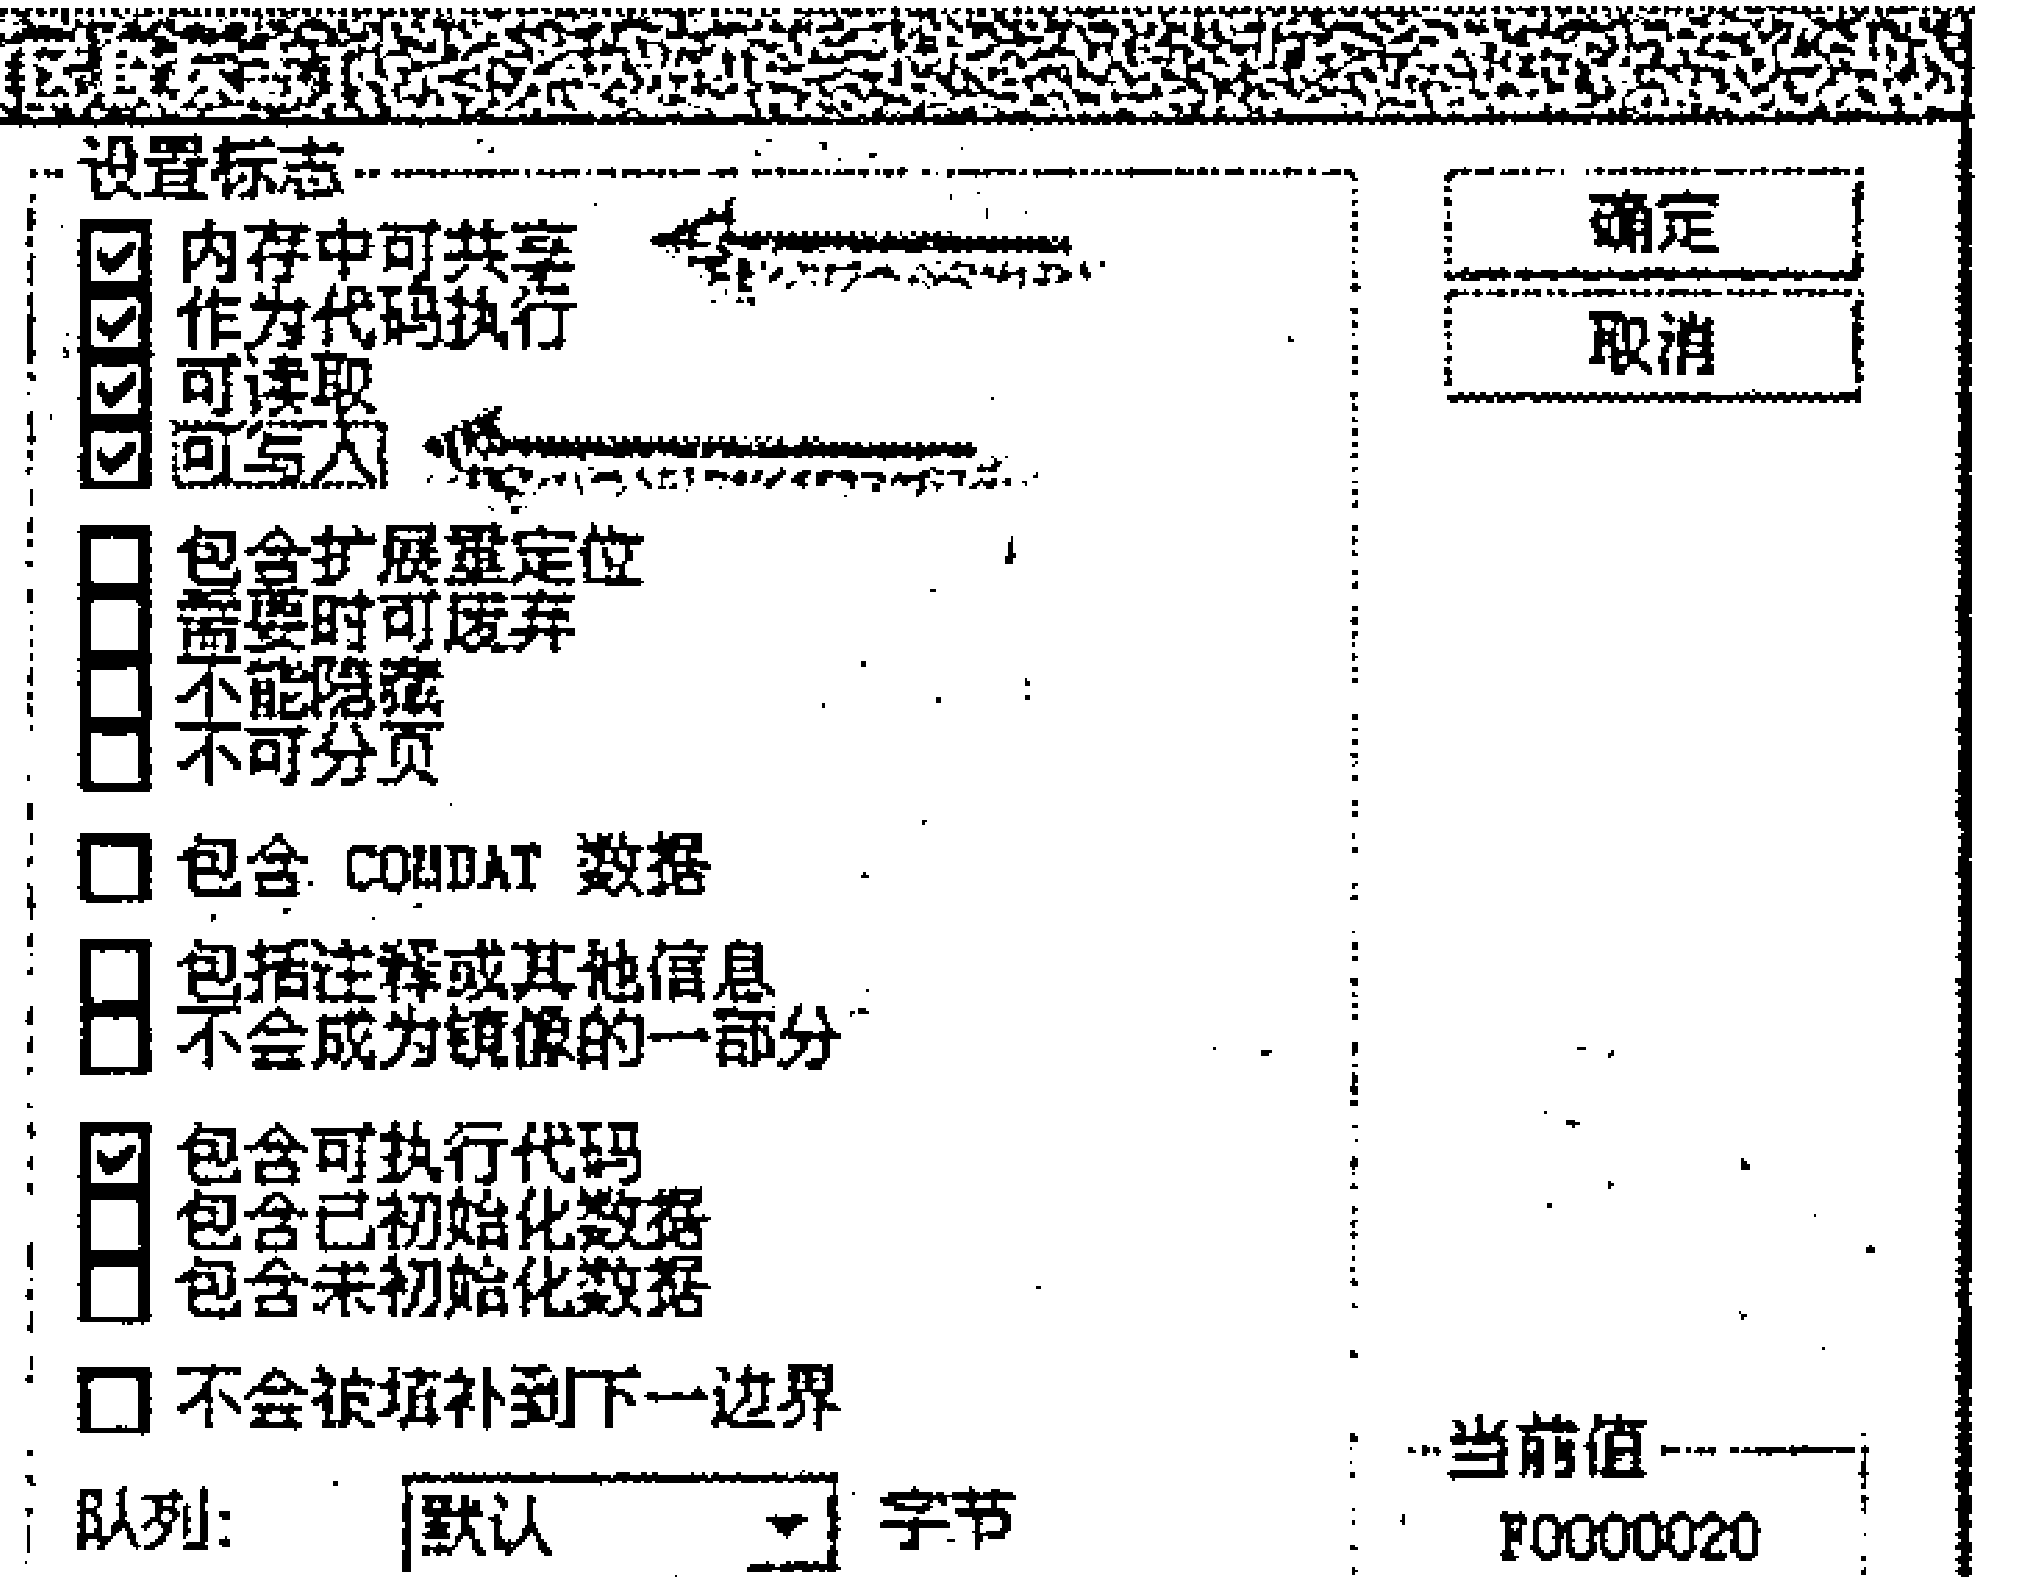 设置标志
内存中可共享
作为代码执行
可读取
可写入
包含扩展重定位
需要时可废弃
不能隐藏
不可分页
包含 COMDAT 数据
包括注释或其他信息
不会成为镜像的一部分
包含可执行代码
包含已初始化数据
包含未初始化数据
不会被填补到下一边界
队列:
默认
字节
确定
取消
当前值
F0000020